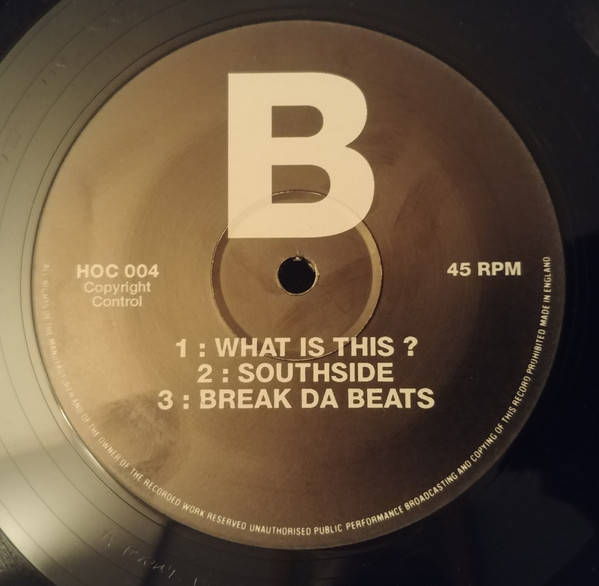 B
HOC 004
Copyright
Control
45 RPM
1 : WHAT IS THIS ?
2 : SOUTHSIDE
3 : BREAK DA BEATS
ALL RIGHTS OF THE MANUFACTURER AND OF THE OWNER OF THE RECORDED WORK RESERVED UNAUTHORISED PUBLIC PERFORMANCE BROADCASTING AND COPYING OF THIS RECORD PROHIBITED MADE IN ENGLAND